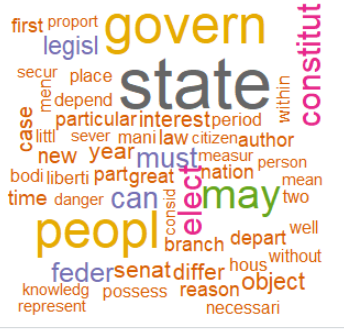 first proport govern
legisl
secur place state constitut
men depend within
particular interest period
case littl sever mani law citizen author
new year must measur person
bodi liberti part great nation mean
time danger can consid elect may two
peopl branch depart well
without
feder senat differ hous
knowledg possess reason object
represent necessari